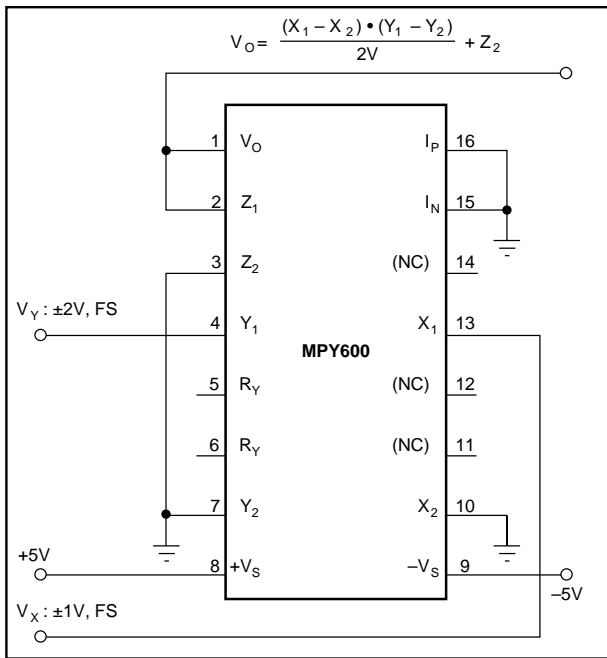 V_O = (X_1 – X_2) • (Y_1 – Y_2) / 2V + Z_2
1 V_O I_P 16
2 Z_1 I_N 15
3 Z_2 (NC) 14
V_Y : ±2V, FS
4 Y_1 X_1 13
MPY600
5 R_Y (NC) 12
6 R_Y (NC) 11
7 Y_2 X_2 10
+5V
8 +V_S –V_S 9
–5V
V_X : ±1V, FS